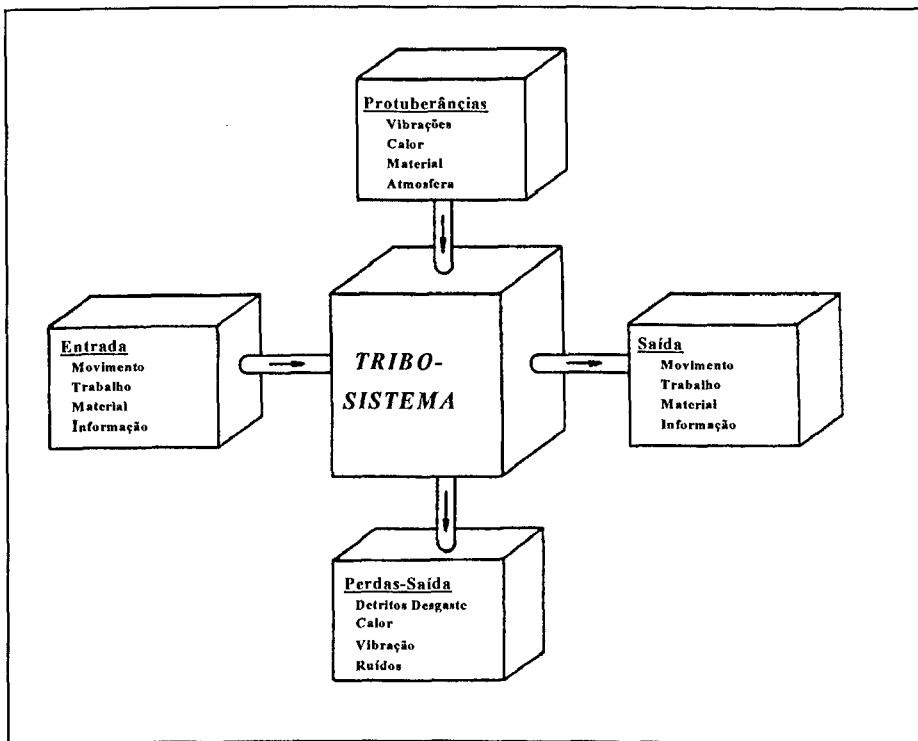 Protuberâncias
Vibrações
Calor
Material
Atmosfera
Entrada
Movimento
Trabalho
Material
Informação
TRIBO-
SISTEMA
Saída
Movimento
Trabalho
Material
Informação
Perdas-Saída
Detritos Desgaste
Calor
Vibração
Ruídos